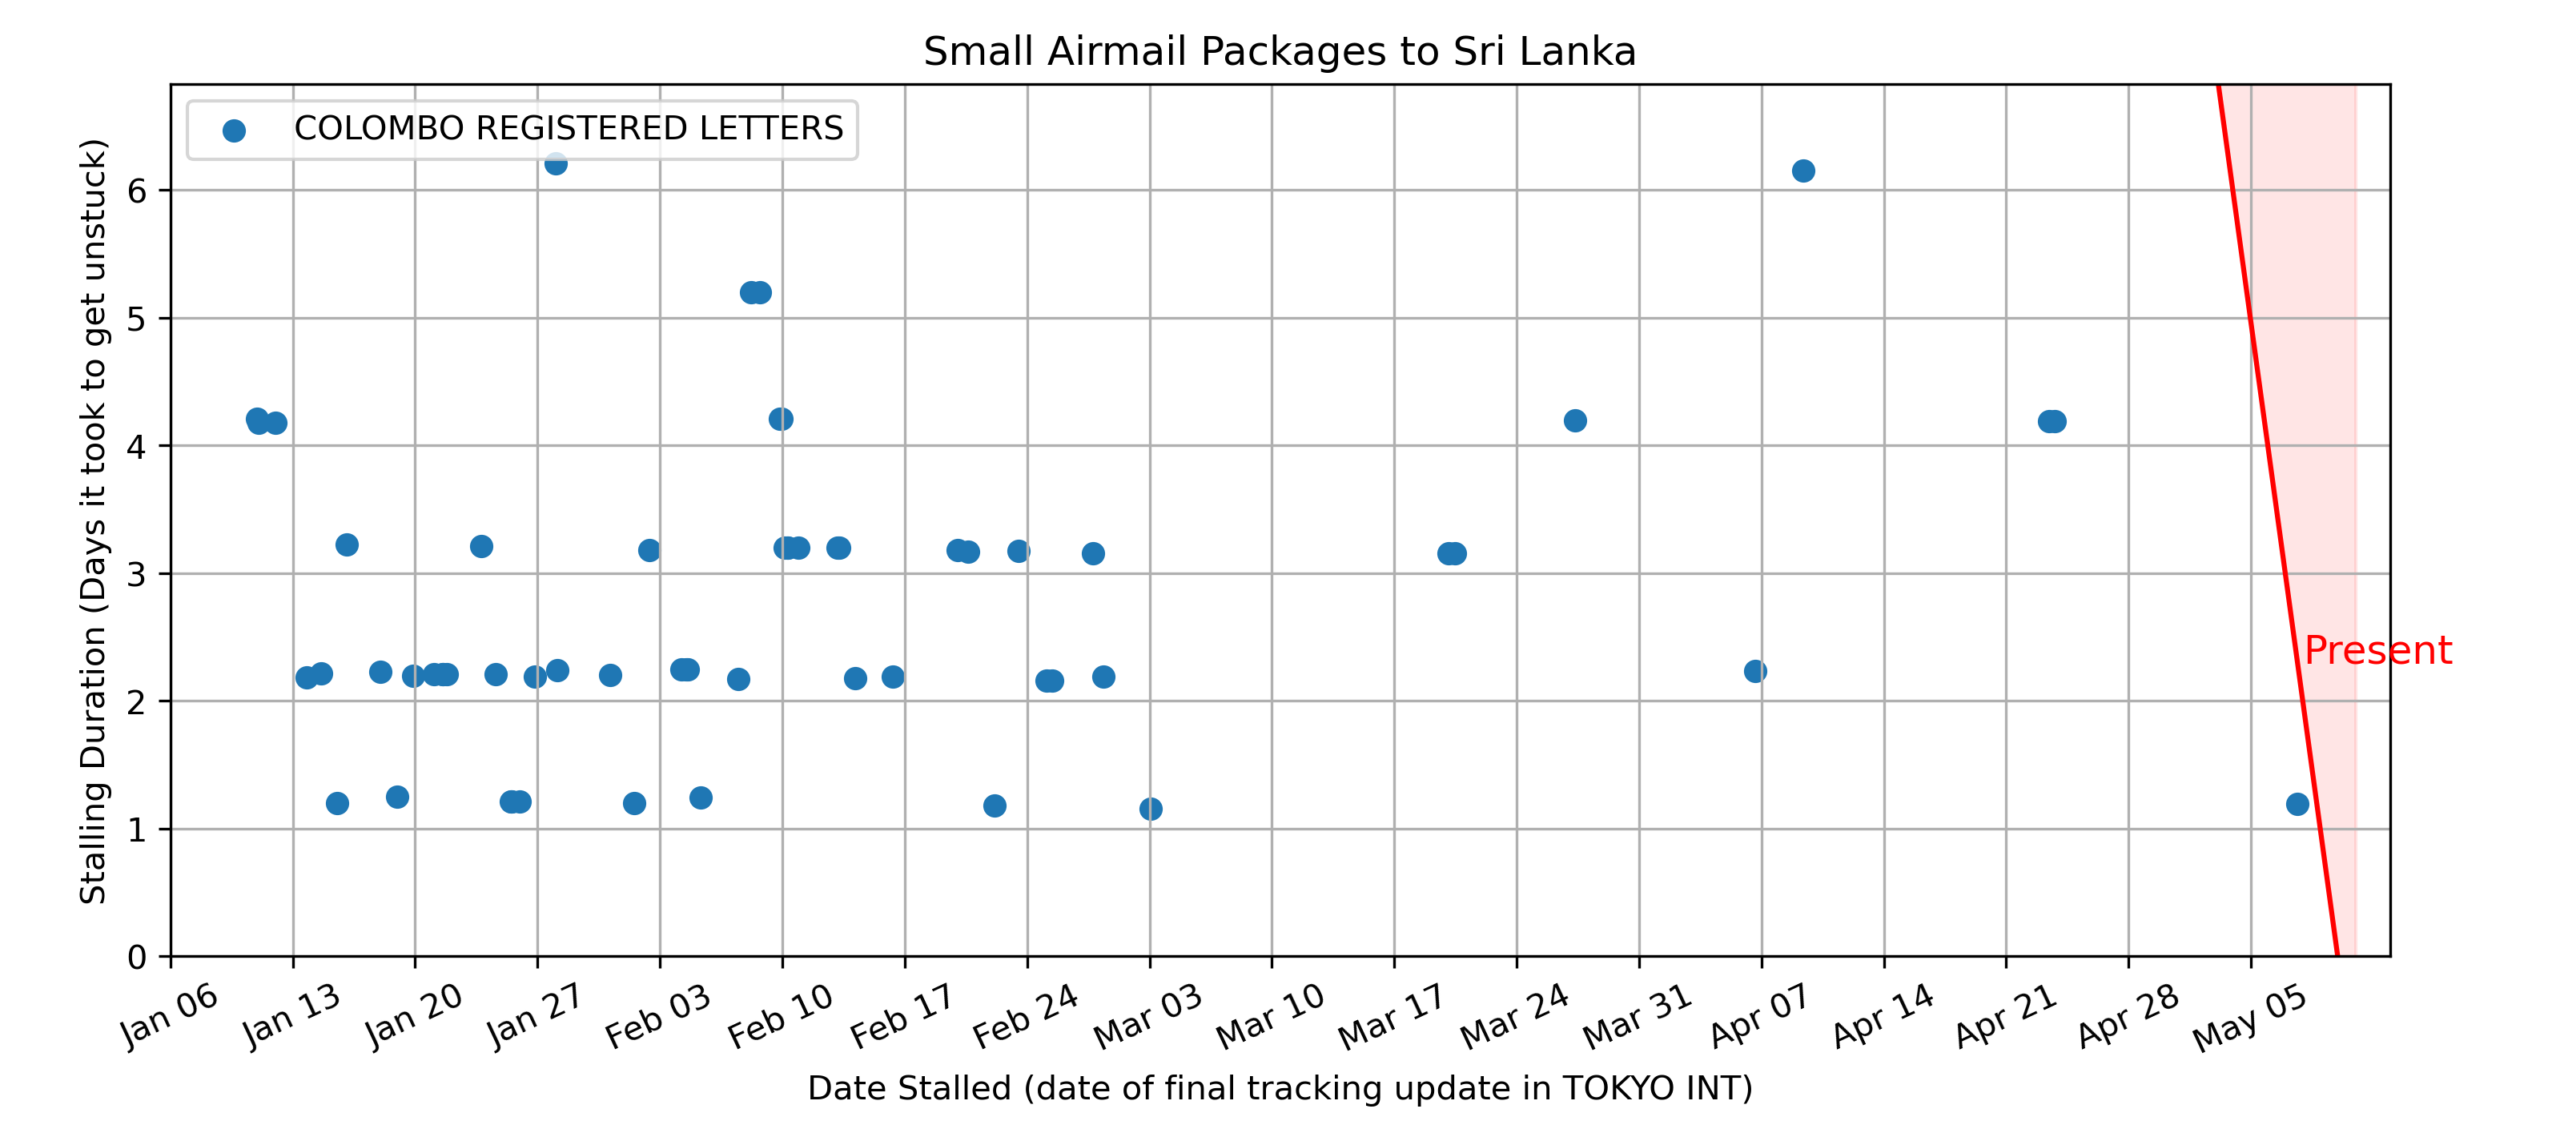 Small Airmail Packages to Sri Lanka
COLOMBO REGISTERED LETTERS
Stalling Duration (Days it took to get unstuck)
6
5
4
3
2
1
0
Present
Jan 06 Jan 13 Jan 20 Jan 27 Feb 03 Feb 10 Feb 17 Feb 24 Mar 03 Mar 10 Mar 17 Mar 24 Mar 31 Apr 07 Apr 14 Apr 21 Apr 28 May 05
Date Stalled (date of final tracking update in TOKYO INT)